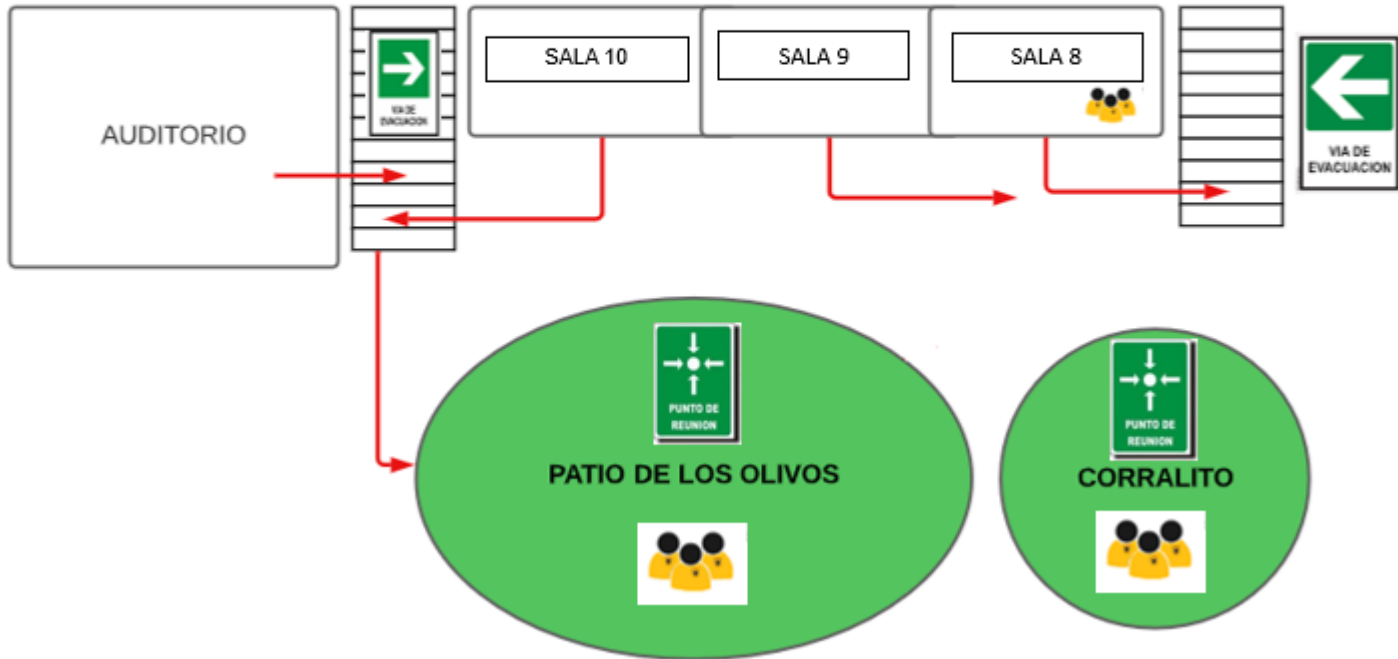 AUDITORIO
VIA DE
EVACUACION
SALA 10
SALA 9
SALA 8
VIA DE
EVACUACION
PUNTO DE
REUNION
PATIO DE LOS OLIVOS
PUNTO DE
REUNION
CORRALITO